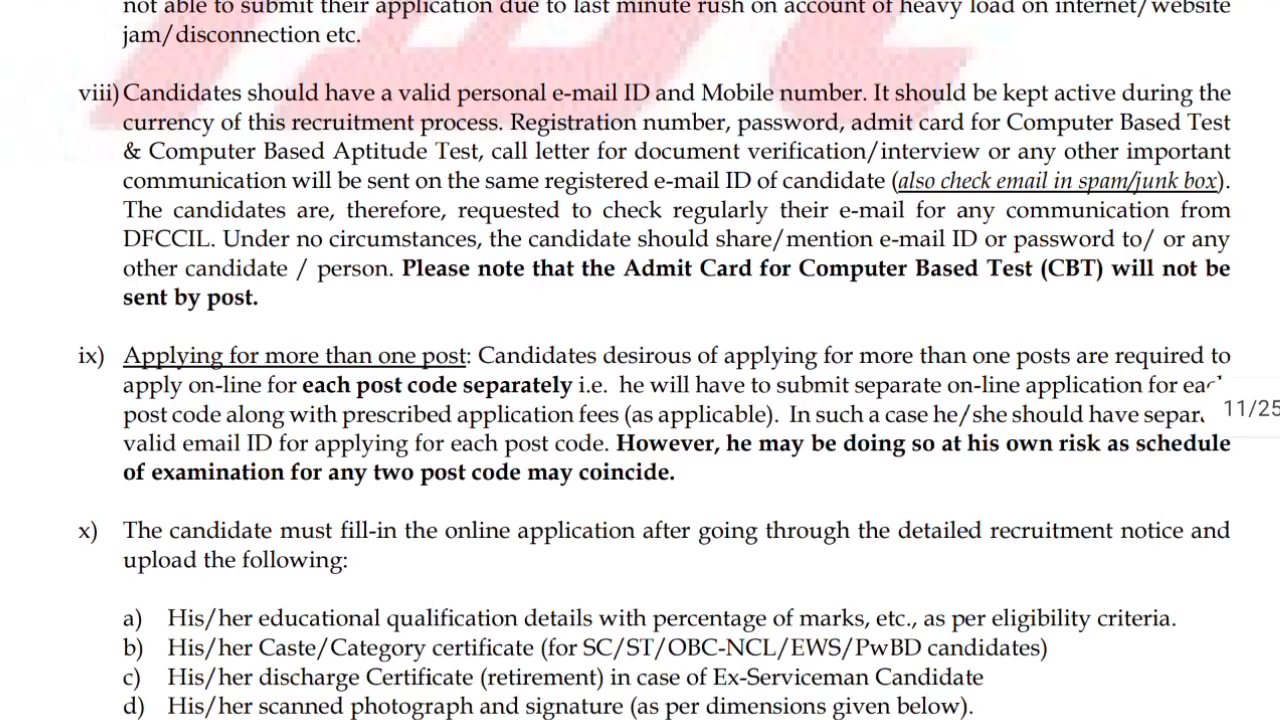 not able to submit their application due to last minute rush on account of heavy load on internet/website
jam/disconnection etc.
viii) Candidates should have a valid personal e-mail ID and Mobile number. It should be kept active during the
currency of this recruitment process. Registration number, password, admit card for Computer Based Test
& Computer Based Aptitude Test, call letter for document verification/interview or any other important
communication will be sent on the same registered e-mail ID of candidate (also check email in spam/junk box).
The candidates are, therefore, requested to check regularly their e-mail for any communication from
DFCCIL. Under no circumstances, the candidate should share/mention e-mail ID or password to/ or any
other candidate / person. Please note that the Admit Card for Computer Based Test (CBT) will not be
sent by post.
ix) Applying for more than one post: Candidates desirous of applying for more than one posts are required to
apply on-line for each post code separately i.e. he will have to submit separate on-line application for
post code along with prescribed application fees (as applicable). In such a case he/she should have
11/25
valid email ID for applying for each post code. However, he may be doing so at his own risk as schedule
of examination for any two post code may coincide.
x) The candidate must fill-in the online application after going through the detailed recruitment notice and
upload the following:
a) His/her educational qualification details with percentage of marks, etc., as per eligibility criteria.
b) His/her Caste/Category certificate (for SC/ST/OBC-NCL/EWS/PwBD candidates)
c) His/her discharge Certificate (retirement) in case of Ex-Serviceman Candidate
d) His/her scanned photograph and signature (as per dimensions given below).